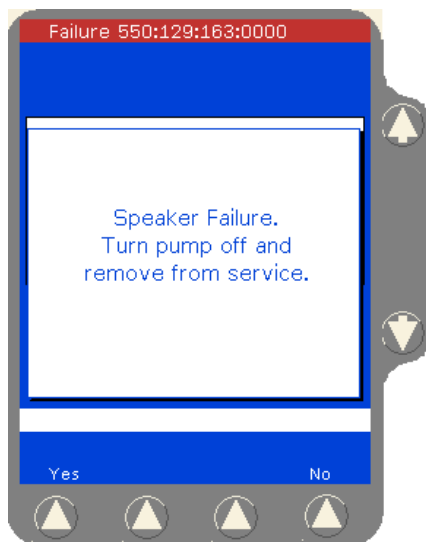 Failure 550:129:163:0000
Speaker Failure.
Turn pump off and
remove from service.
Yes No